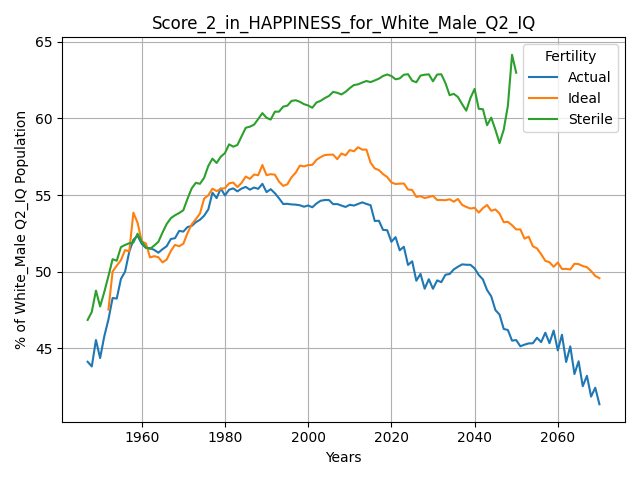 Score_2_in_HAPPINESS_for_White_Male_Q2_IQ
% of White_Male Q2_IQ Population
65
60
55
50
45
Fertility
Actual
Ideal
Sterile
1960 1980 2000 2020 2040 2060
Years